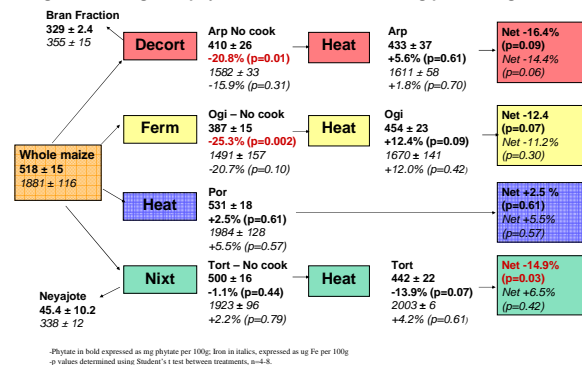 Bran Fraction
329 ± 2.4
355 ± 15
Decort
Arp No cook
410 ± 26
-20.8% (p=0.01)
1582 ± 33
-15.9% (p=0.31)
Heat
Arp
433 ± 37
+5.6% (p=0.61)
1611 ± 58
+1.8% (p=0.70)
Net -16.4%
(p=0.09)
Net -14.4%
(p=0.06)
Whole maize
518 ± 15
1881 ± 116
Ferm
Ogi – No cook
387 ± 15
-25.3% (p=0.002)
1491 ± 157
-20.7% (p=0.10)
Heat
Ogi
454 ± 23
+12.4% (p=0.09)
1670 ± 141
+12.0% (p=0.42)
Net -12.4
(p=0.07)
Net -11.2%
(p=0.30)
Heat
Por
531 ± 18
+2.5% (p=0.61)
1984 ± 128
+5.5% (p=0.57)
Net +2.5 %
(p=0.61)
Net +5.5%
(p=0.57)
Nixt
Tort – No cook
500 ± 16
-1.1% (p=0.44)
1923 ± 96
+2.2% (p=0.79)
Heat
Tort
442 ± 22
-13.9% (p=0.07)
2003 ± 6
+4.2% (p=0.61)
Net -14.9%
(p=0.03)
Net +6.5%
(p=0.42)
Neyajote
45.4 ± 10.2
338 ± 12
-Phytate in bold expressed as mg phytate per 100g; Iron in italics, expressed as ug Fe per 100g
-p values determined using Student's t test between treatments, n=4-8.